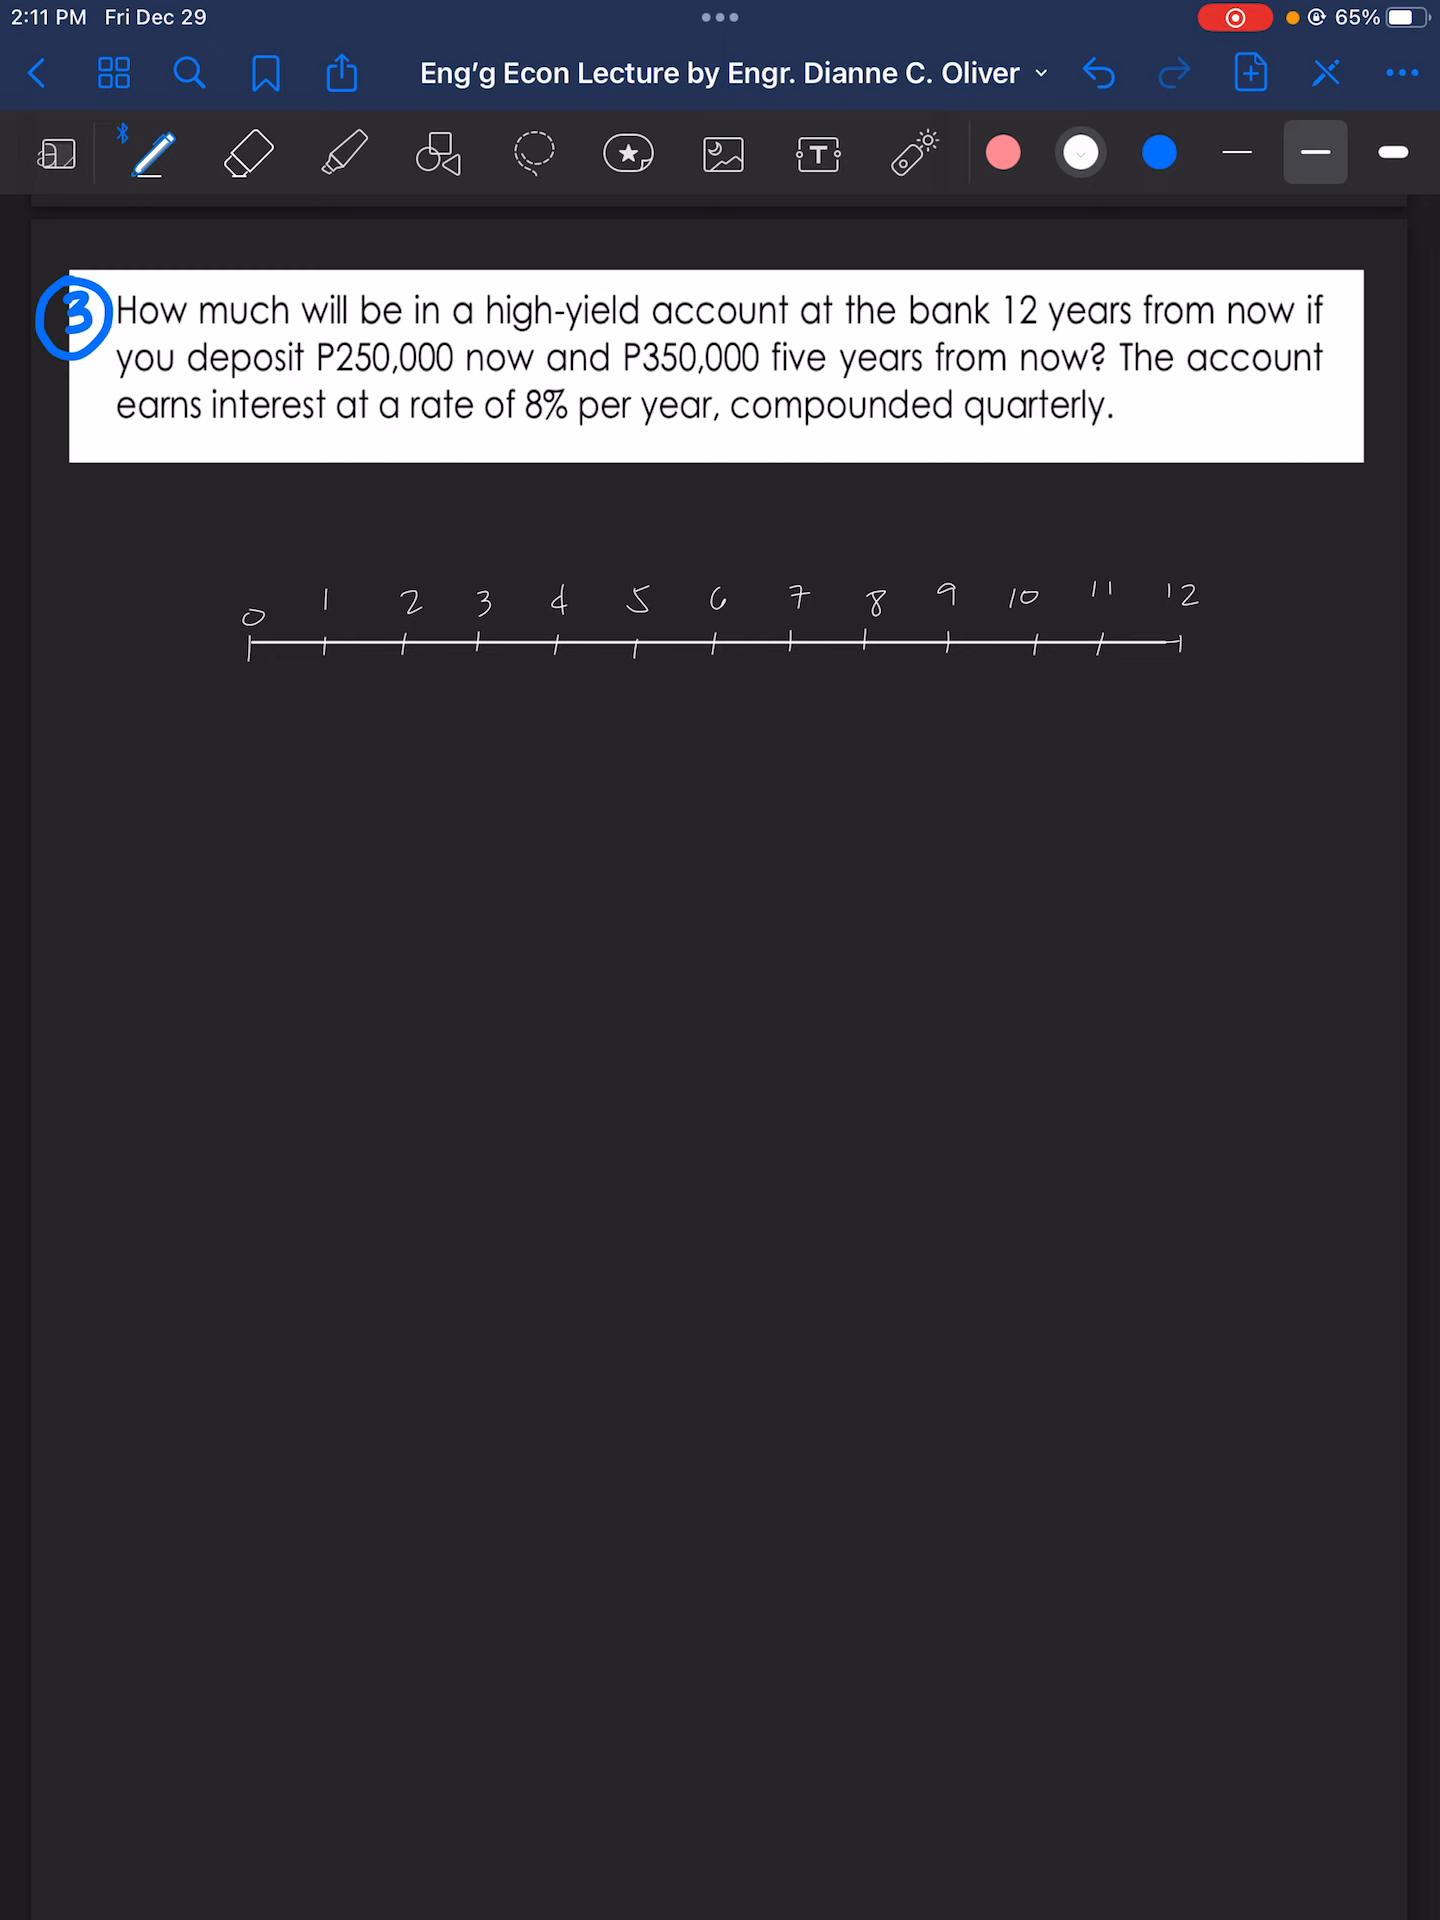 2:11 PM Fri Dec 29
65%
Eng'g Econ Lecture by Engr. Dianne C. Oliver
a
T
3
How much will be in a high-yield account at the bank 12 years from now if
you deposit P250,000 now and P350,000 five years from now? The account
earns interest at a rate of 8% per year, compounded quarterly.
0 1 2 3 4 5 6 7 8 9 10 11 12